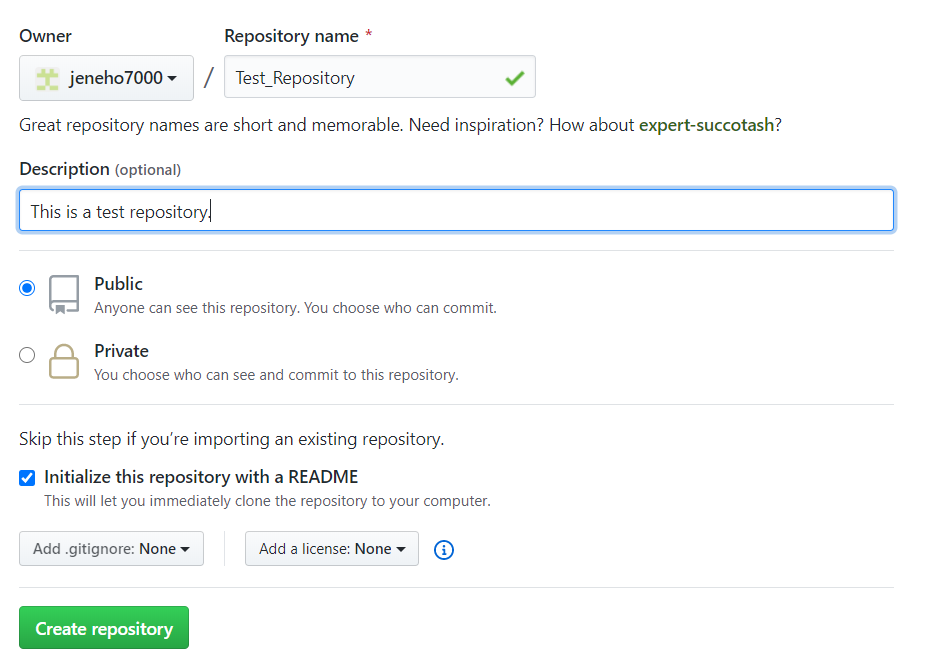 Owner
Repository name *
jeneho7000 / Test_Repository
Great repository names are short and memorable. Need inspiration? How about expert-succotash?
Description (optional)
This is a test repository.
Public
Anyone can see this repository. You choose who can commit.
Private
You choose who can see and commit to this repository.
Skip this step if you’re importing an existing repository.
Initialize this repository with a README
This will let you immediately clone the repository to your computer.
Add .gitignore: None
Add a license: None
Create repository